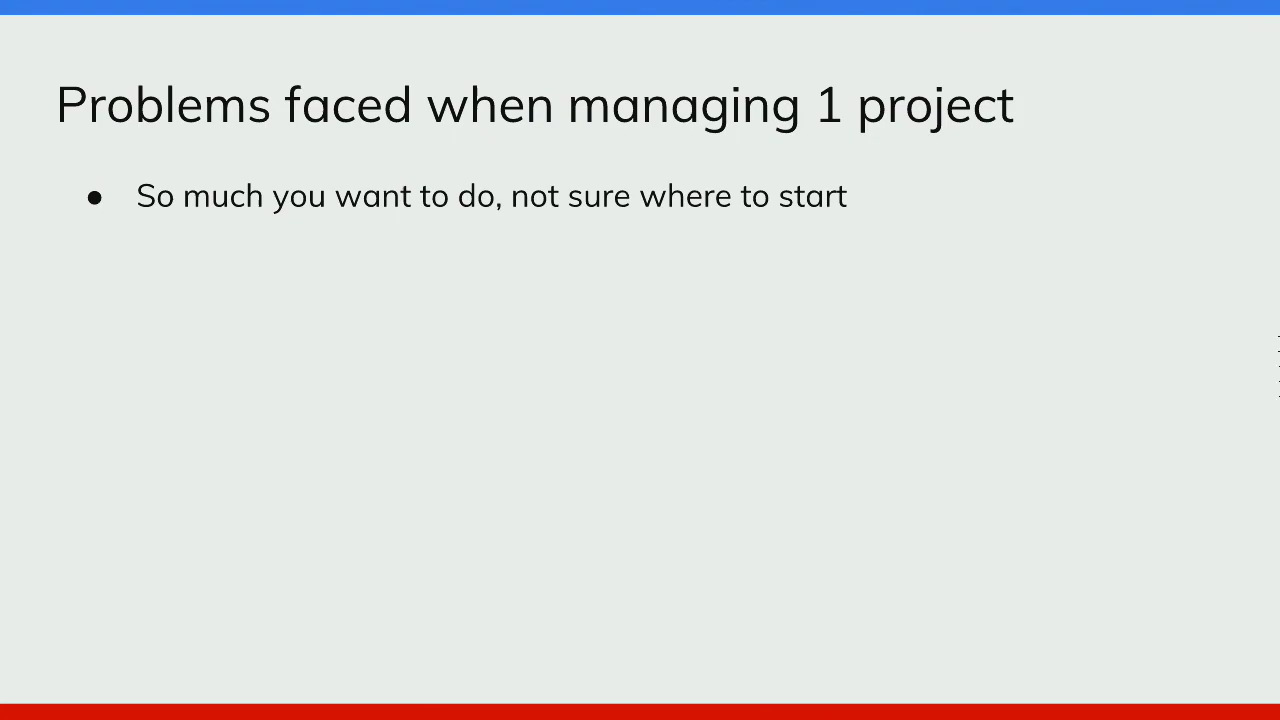 Problems faced when managing 1 project
● So much you want to do, not sure where to start